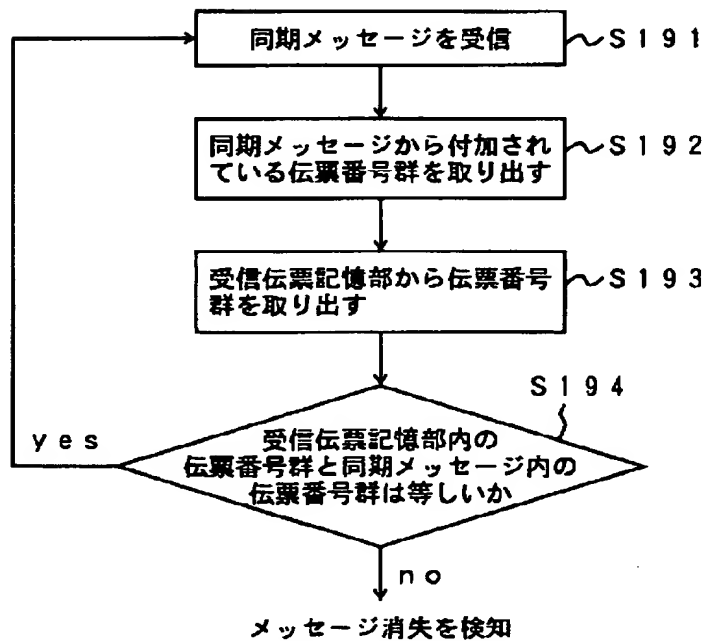 同期メッセージを受信
S191
同期メッセージから付加され
ている伝票番号群を取り出す
S192
受信伝票記憶部から伝票番号
群を取り出す
S193
S194
受信伝票記憶部内の
伝票番号群と同期メッセージ内の
伝票番号群は等しいか
yes
no
メッセージ消失を検知